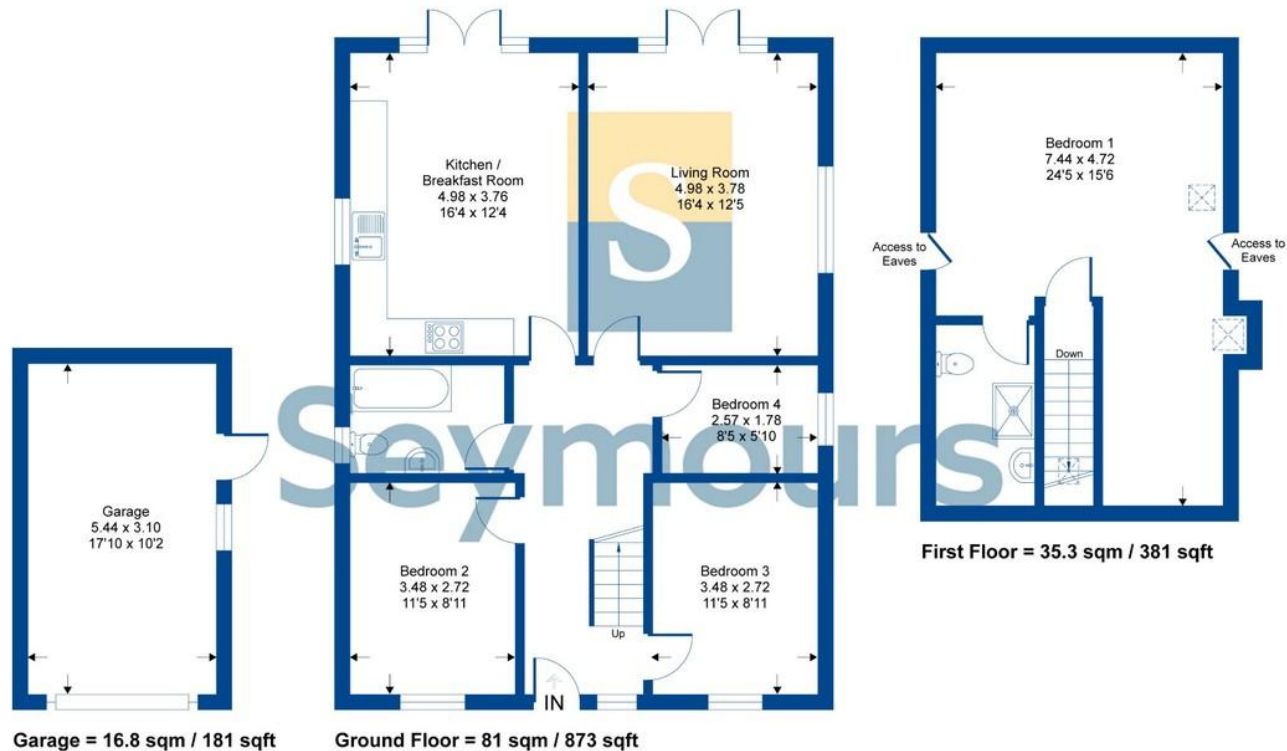 Kitchen /
Breakfast Room
4.98 x 3.76
16'4 x 12'4
Living Room
4.98 x 3.78
16'4 x 12'5
S
Bedroom 1
7.44 x 4.72
24'5 x 15'6
Access to
Eaves
Access to
Eaves
Down
Bedroom 4
2.57 x 1.78
8'5 x 5'10
Seymours
Garage
5.44 x 3.10
17'10 x 10'2
Bedroom 2
3.48 x 2.72
11'5 x 8'11
Bedroom 3
3.48 x 2.72
11'5 x 8'11
Up
IN
First Floor = 35.3 sqm / 381 sqft
Garage = 16.8 sqm / 181 sqft
Ground Floor = 81 sqm / 873 sqft